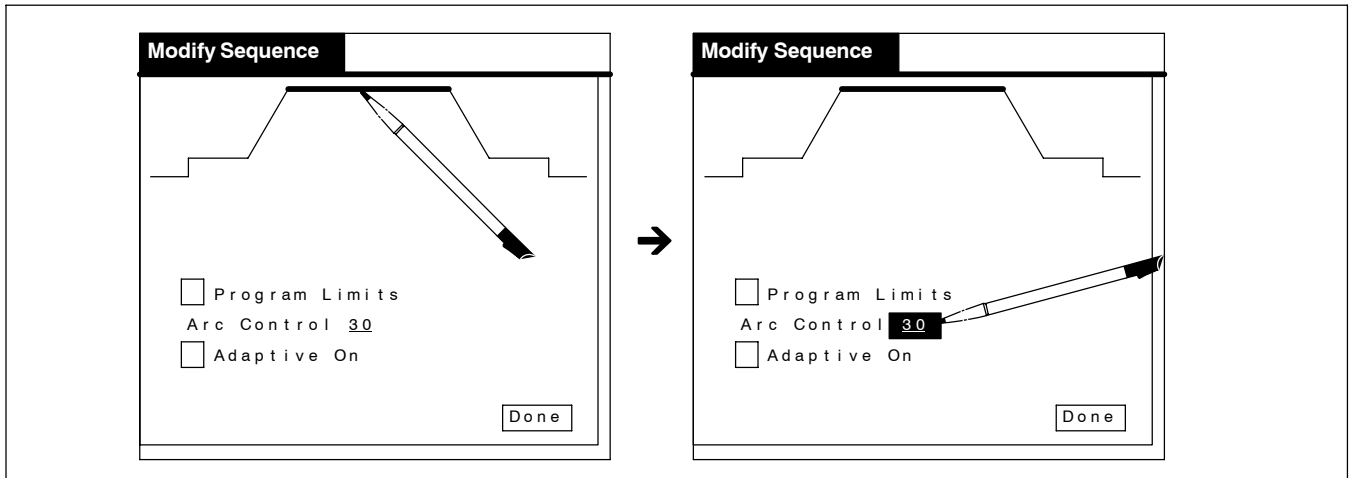 Modify Sequence
Program Limits
Arc Control 30
Adaptive On
Done
➔
Modify Sequence
Program Limits
Arc Control 30
Adaptive On
Done